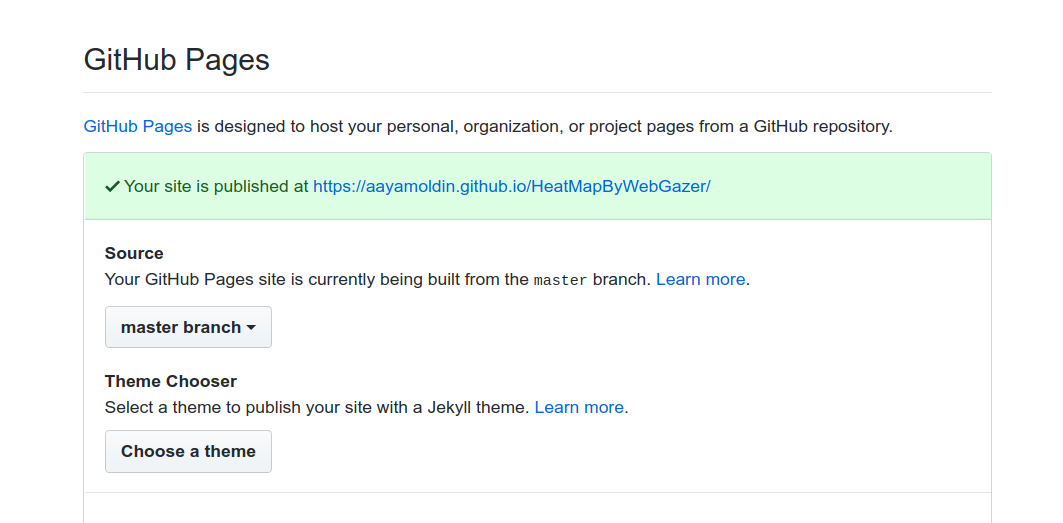 GitHub Pages
GitHub Pages is designed to host your personal, organization, or project pages from a GitHub repository.
Your site is published at https://aayamoldin.github.io/HeatMapByWebGazer/
Source
Your GitHub Pages site is currently being built from the master branch. Learn more.
master branch
Theme Chooser
Select a theme to publish your site with a Jekyll theme. Learn more.
Choose a theme